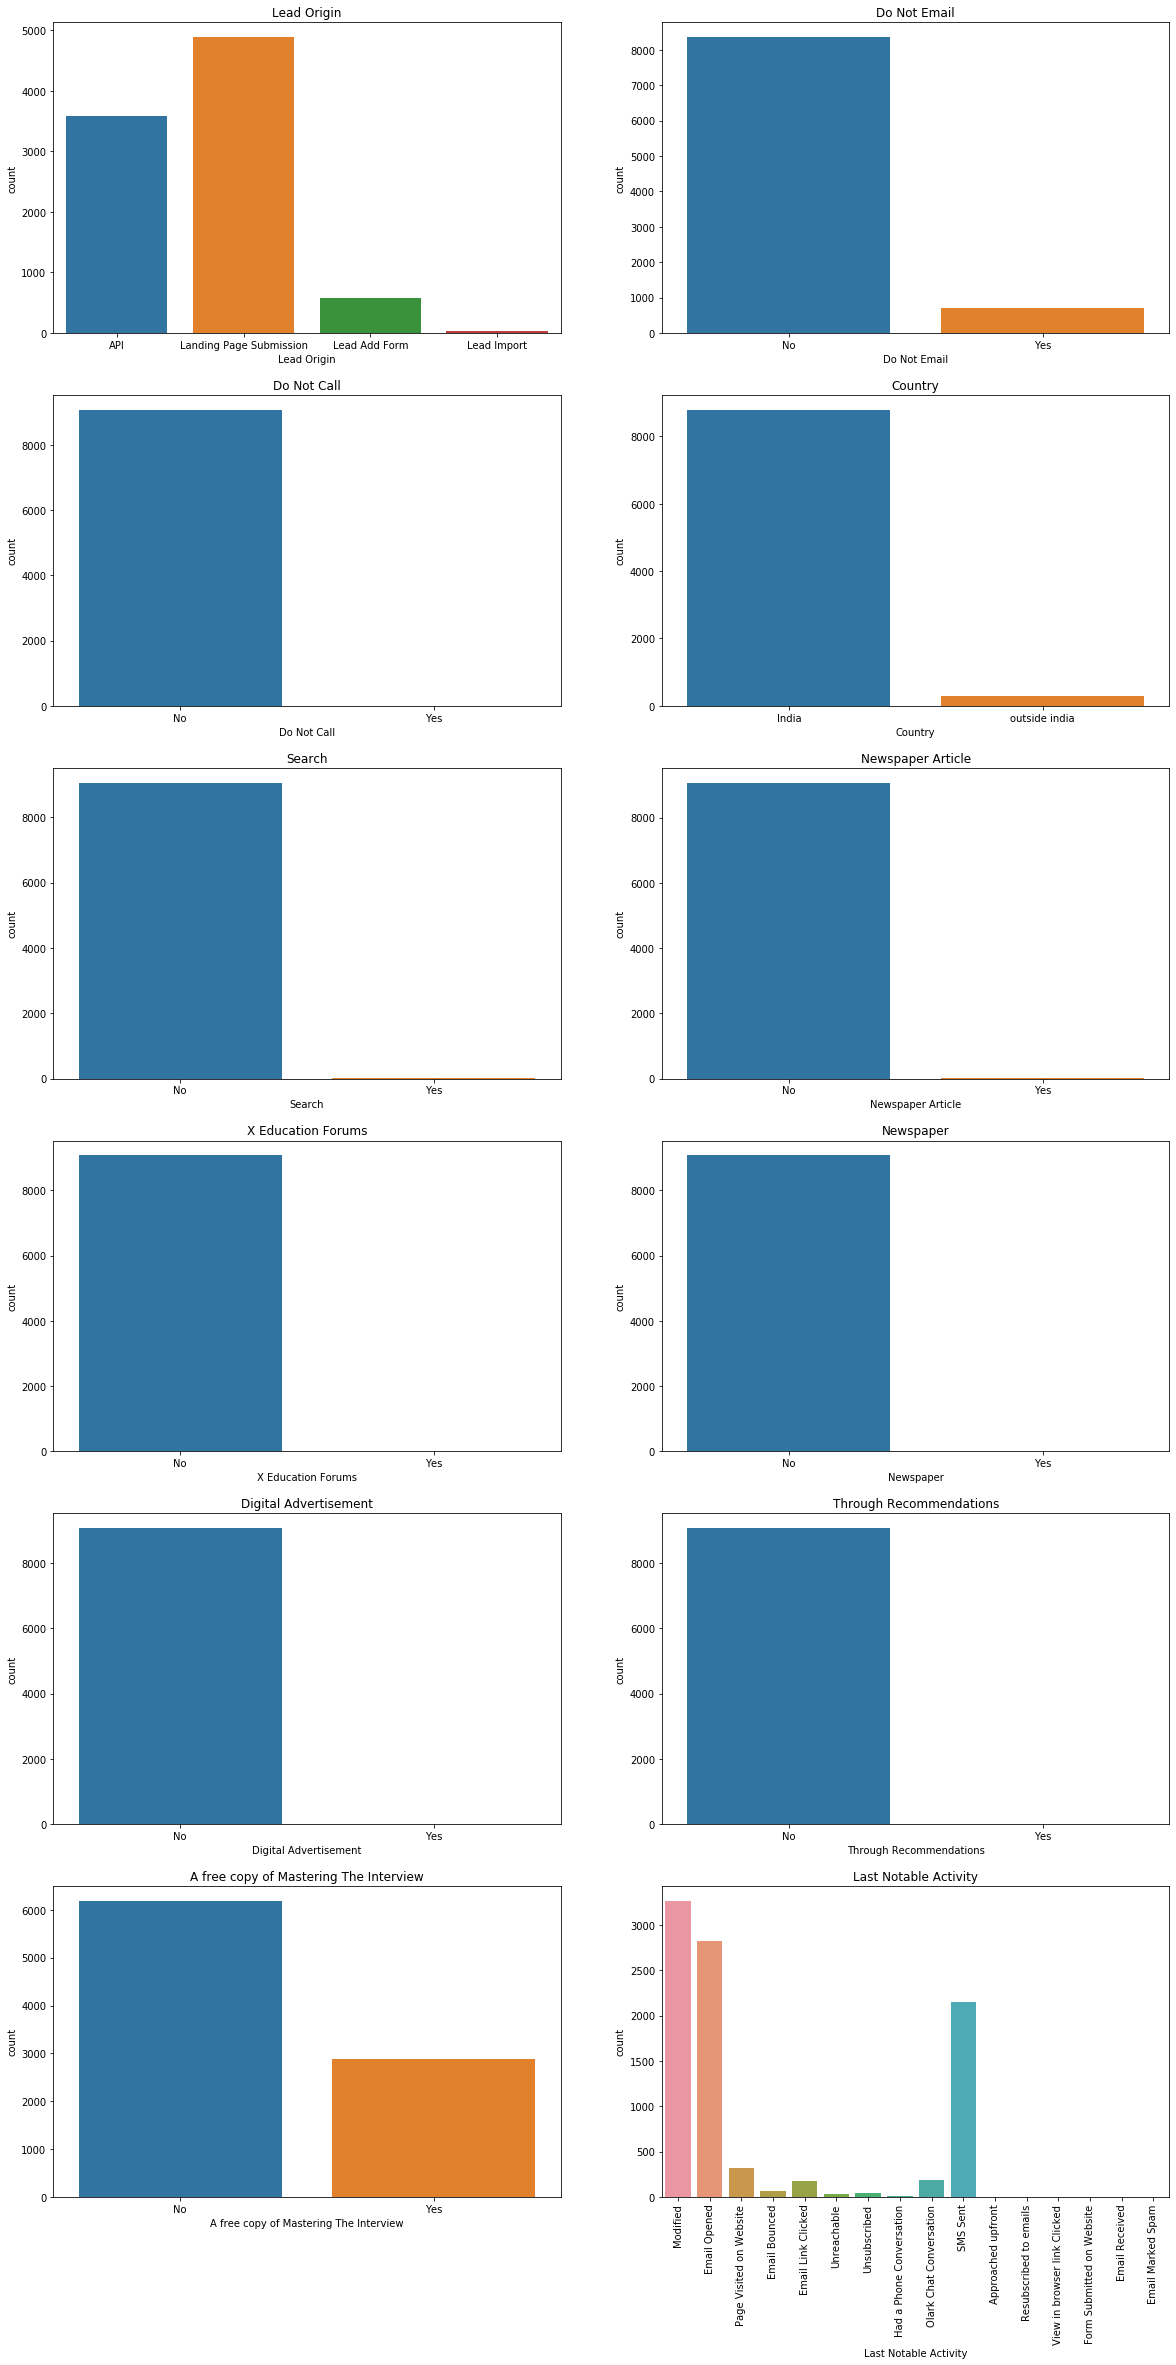 Lead Origin
5000
4000
3000
2000
1000
0
count
API
Landing Page Submission
Lead Add Form
Lead Import
Lead Origin
Do Not Email
8000
7000
6000
5000
4000
3000
2000
1000
0
count
No
Yes
Do Not Email
Do Not Call
8000
6000
4000
2000
0
count
No
Yes
Do Not Call
Country
8000
6000
4000
2000
0
count
India
outside india
Country
Search
8000
6000
4000
2000
0
count
No
Yes
Search
Newspaper Article
8000
6000
4000
2000
0
count
No
Yes
Newspaper Article
X Education Forums
8000
6000
4000
2000
0
count
No
Yes
X Education Forums
Newspaper
8000
6000
4000
2000
0
count
No
Yes
Newspaper
Digital Advertisement
8000
6000
4000
2000
0
count
No
Yes
Digital Advertisement
Through Recommendations
8000
6000
4000
2000
0
count
No
Yes
Through Recommendations
A free copy of Mastering The Interview
6000
5000
4000
3000
2000
1000
0
count
No
Yes
A free copy of Mastering The Interview
Last Notable Activity
3000
2500
2000
1500
1000
500
0
count
Modified
Email Opened
Page Visited on Website
Email Bounced
Email Link Clicked
Unreachable
Unsubscribed
Had a Phone Conversation
Olark Chat Conversation
SMS Sent
Approached upfront
Resubscribed to emails
View in browser link Clicked
Form Submitted on Website
Email Received
Email Marked Spam
Last Notable Activity